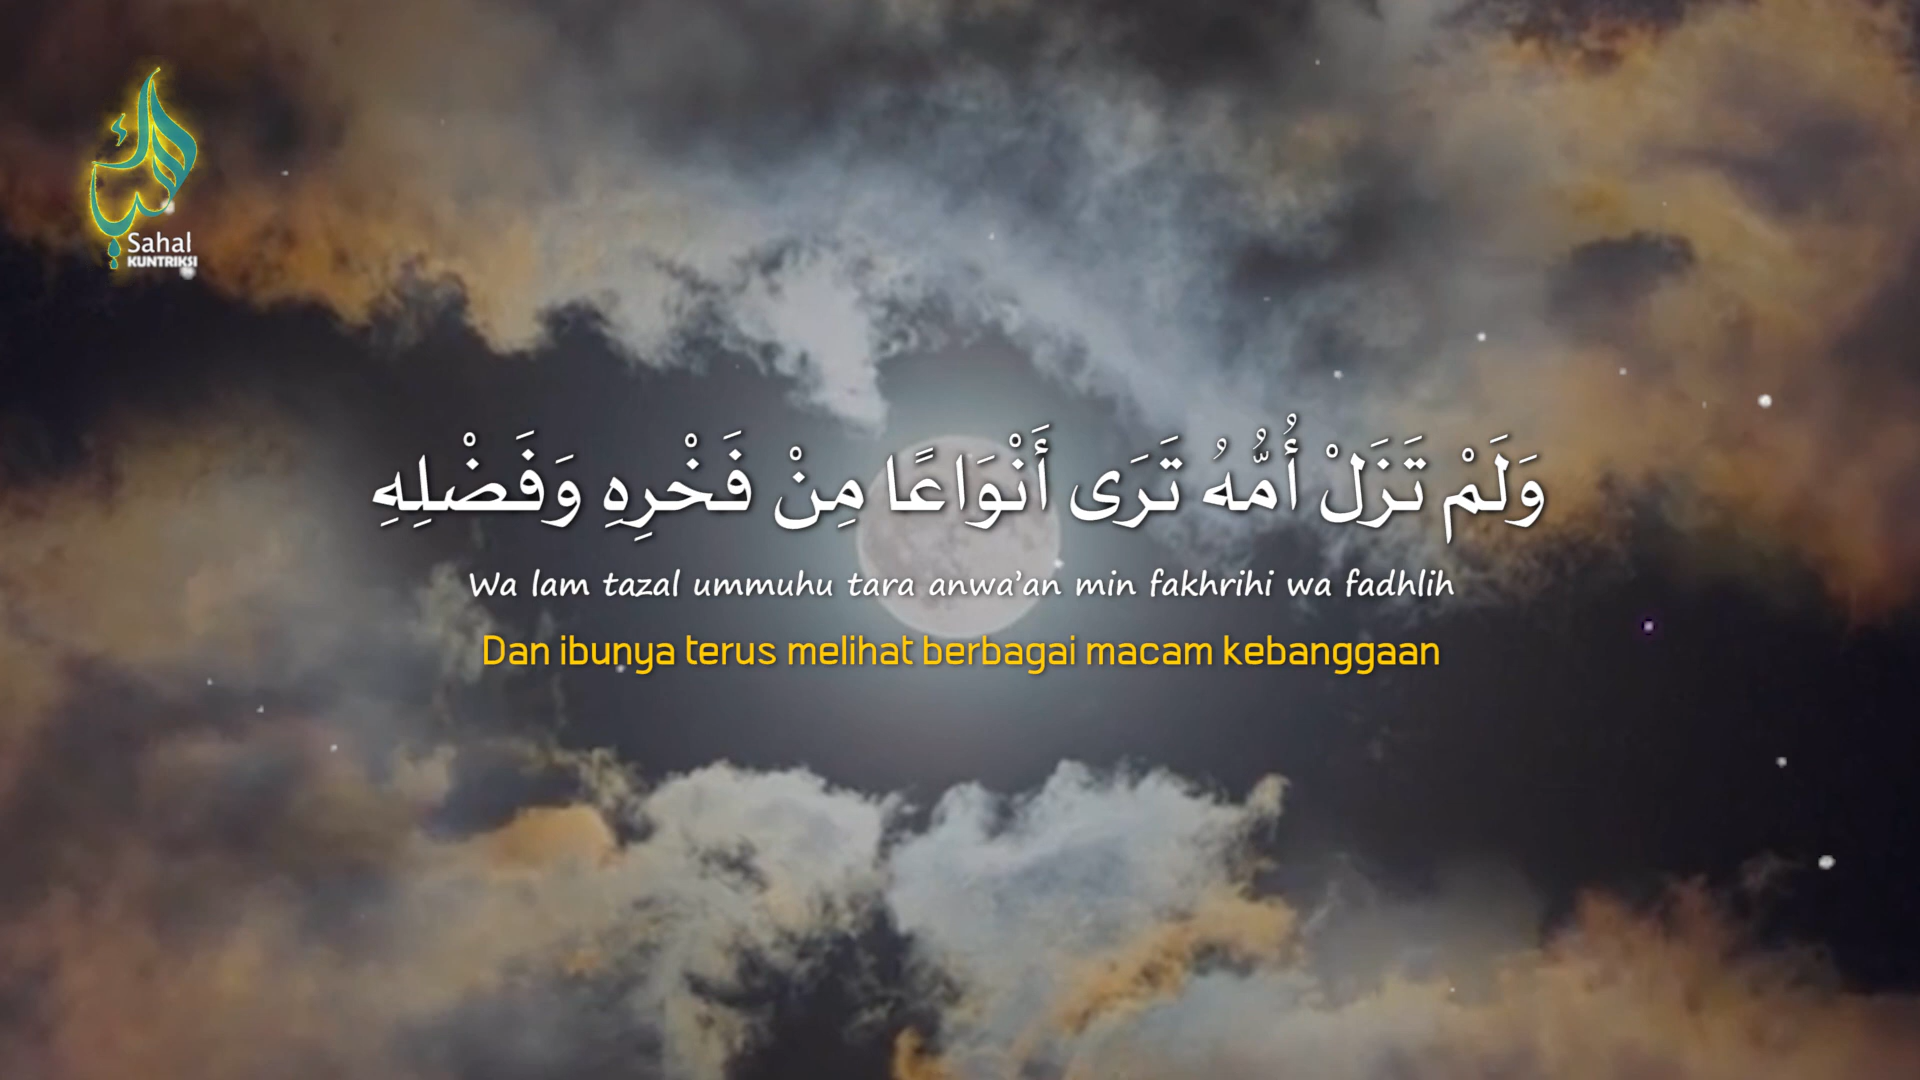 Sahal
KUNTRIKSI
وَلَمْ تَزَلْ أُمُّهُ تَرَى أَنْوَاعًا مِنْ فَخْرِهِ وَفَضْلِهِ
Wa lam tazal ummuhu tara anwa’an min fakhrihi wa fadhlih
Dan ibunya terus melihat berbagai macam kebanggaan